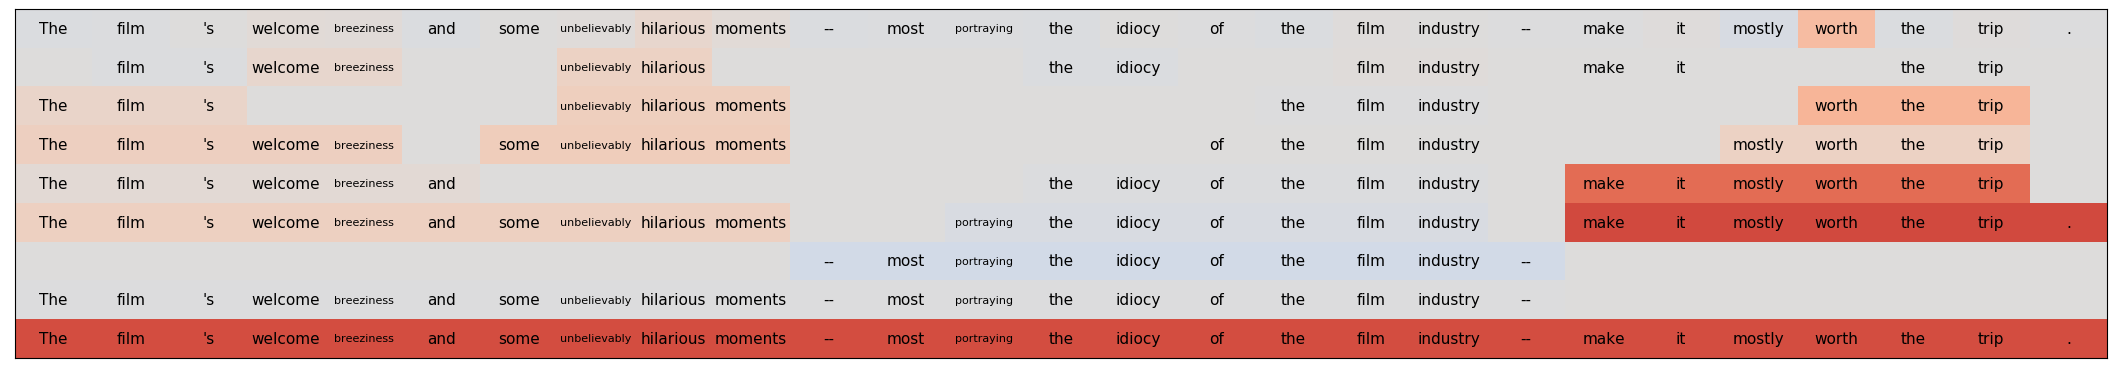 The film 's welcome breeziness and some unbelievably hilarious moments -- most portraying the idiocy of the film industry -- make it mostly worth the trip .
film 's welcome breeziness unbelievably hilarious the idiocy film industry make it the trip
The film 's unbelievably hilarious moments the film industry worth the trip
The film 's welcome breeziness some unbelievably hilarious moments of the film industry mostly worth the trip
The film 's welcome breeziness and the idiocy of the film industry make it mostly worth the trip
The film 's welcome breeziness and some unbelievably hilarious moments portraying the idiocy of the film industry make it mostly worth the trip .
-- most portraying the idiocy of the film industry --
The film 's welcome breeziness and some unbelievably hilarious moments -- most portraying the idiocy of the film industry --
The film 's welcome breeziness and some unbelievably hilarious moments -- most portraying the idiocy of the film industry -- make it mostly worth the trip .